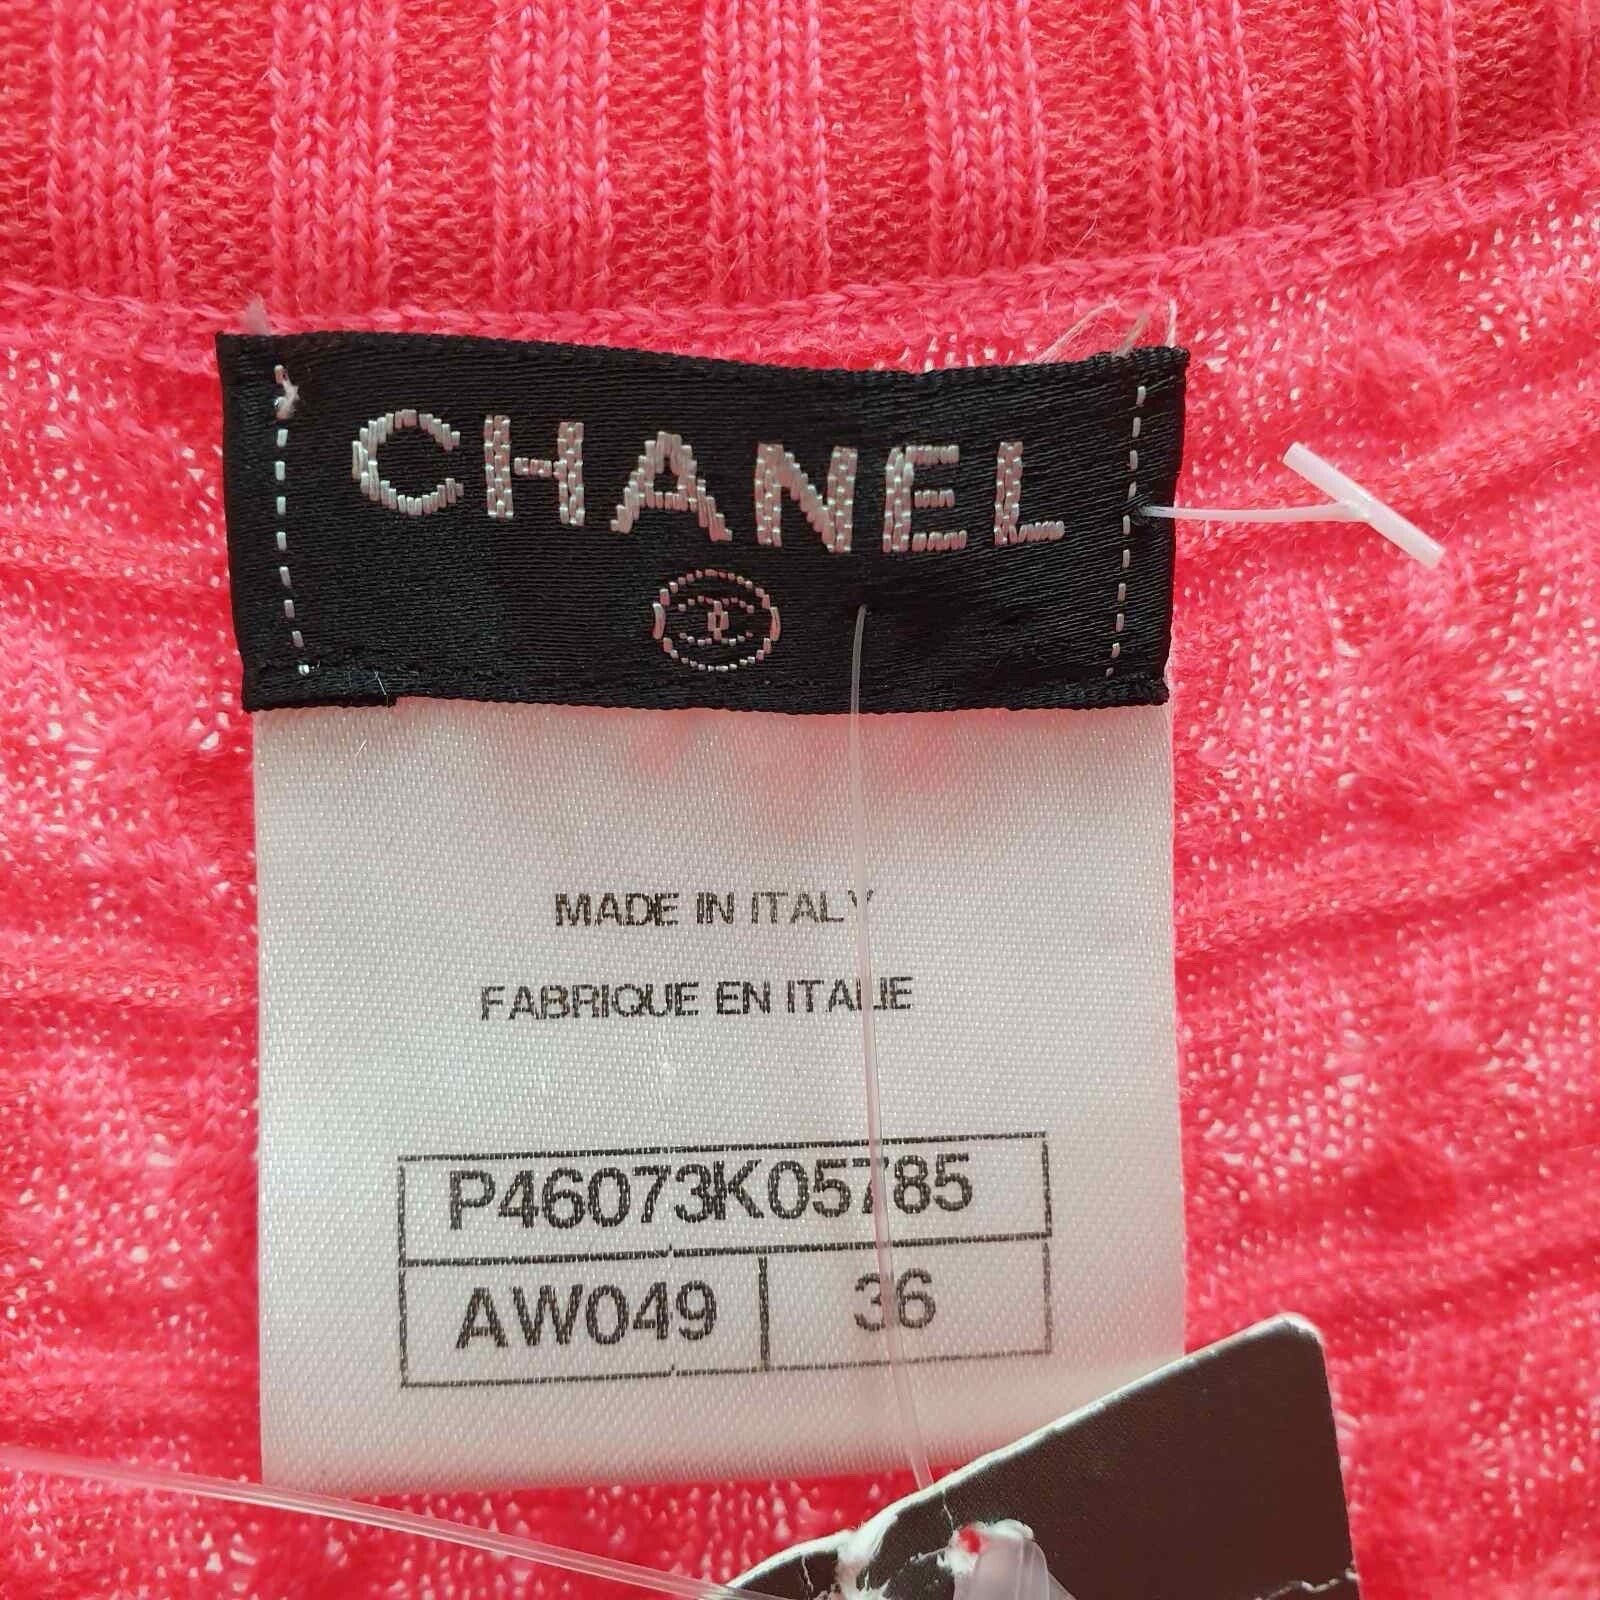 CHANEL
MADE IN ITALY
FABRIQUE EN ITALIE
P46073K05785
AW049 36